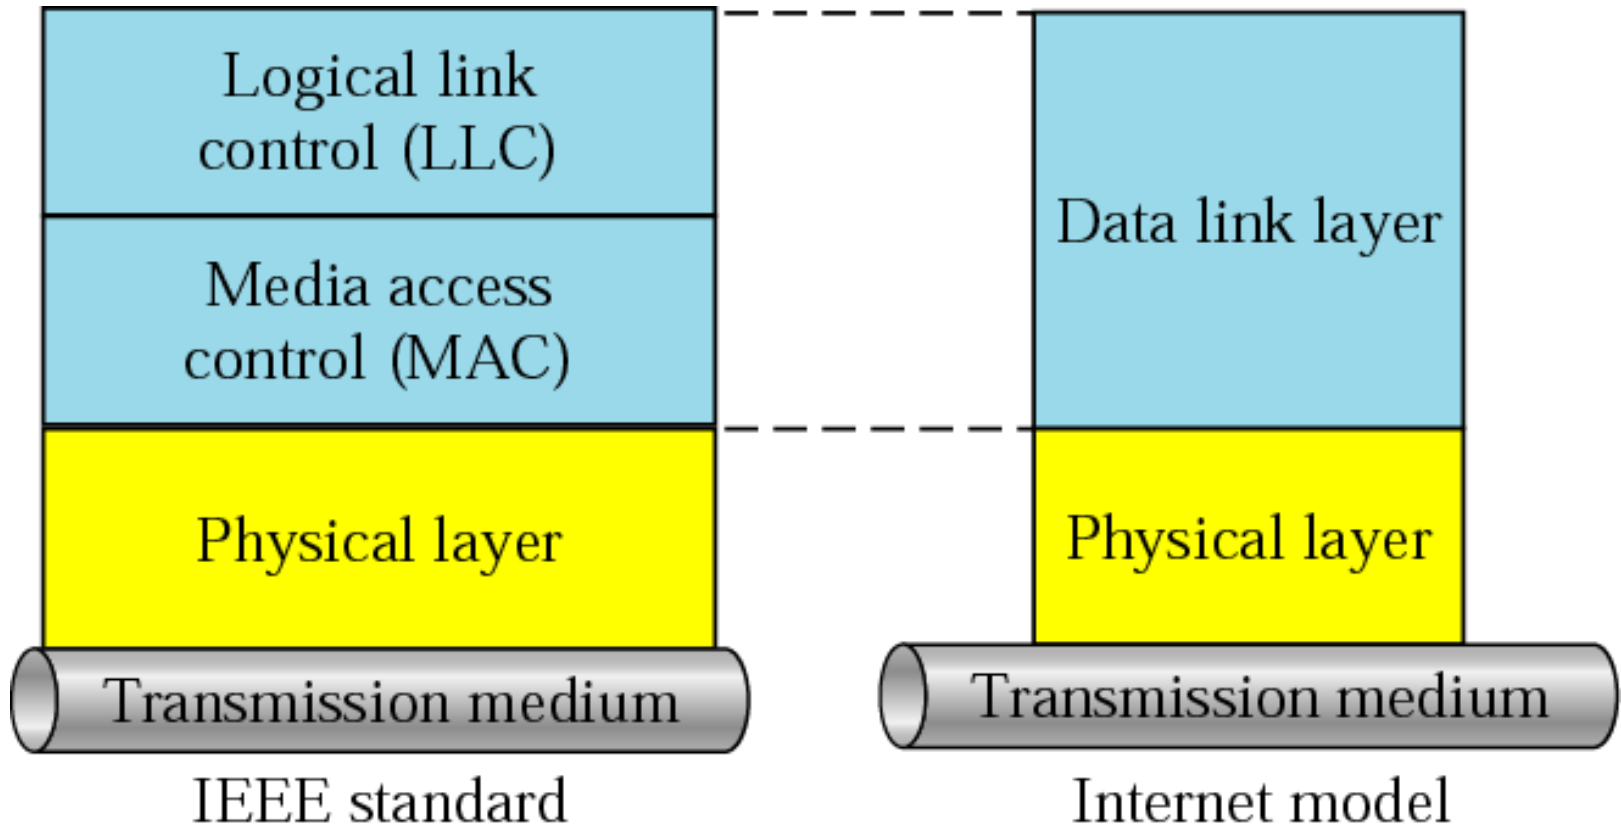 Logical link
control (LLC)
Media access
control (MAC)
Physical layer
Transmission medium
IEEE standard
Data link layer
Physical layer
Transmission medium
Internet model